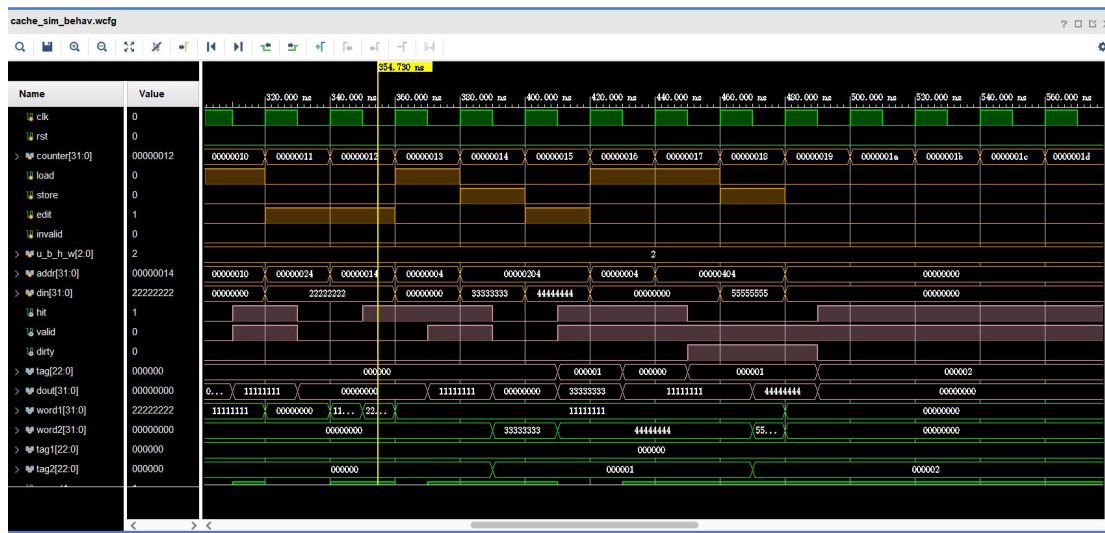 cache_sim_behav.wcfg
354.730 ns
Name Value
320.000 ns 340.000 ns 360.000 ns 380.000 ns 400.000 ns 420.000 ns 440.000 ns 460.000 ns 480.000 ns 500.000 ns 520.000 ns 540.000 ns 560.000 ns
clk 0
rst 0
counter[31:0] 00000012 00000010 00000011 00000012 00000013 00000014 00000015 00000016 00000017 00000018 00000019 0000001a 0000001b 0000001c 0000001d
load 0
store 0
edit 1
invalid 0
u_b_h_w[2:0] 2 2
addr[31:0] 00000014 00000010 00000024 00000014 00000004 00000204 00000004 00000404 00000000
din[31:0] 22222222 00000000 22222222 00000000 33333333 44444444 00000000 55555555 00000000
hit 1
valid 0
dirty 0
tag[22:0] 000000 000000 000001 000000 000001 000002
dout[31:0] 00000000 0... 11111111 00000000 11111111 00000000 33333333 11111111 44444444 00000000
word1[31:0] 22222222 11111111 00000000 11... 22... 11111111 00000000
word2[31:0] 00000000 00000000 33333333 44444444 55... 00000000
tag1[22:0] 000000 000000
tag2[22:0] 000000 000000 000001 000002